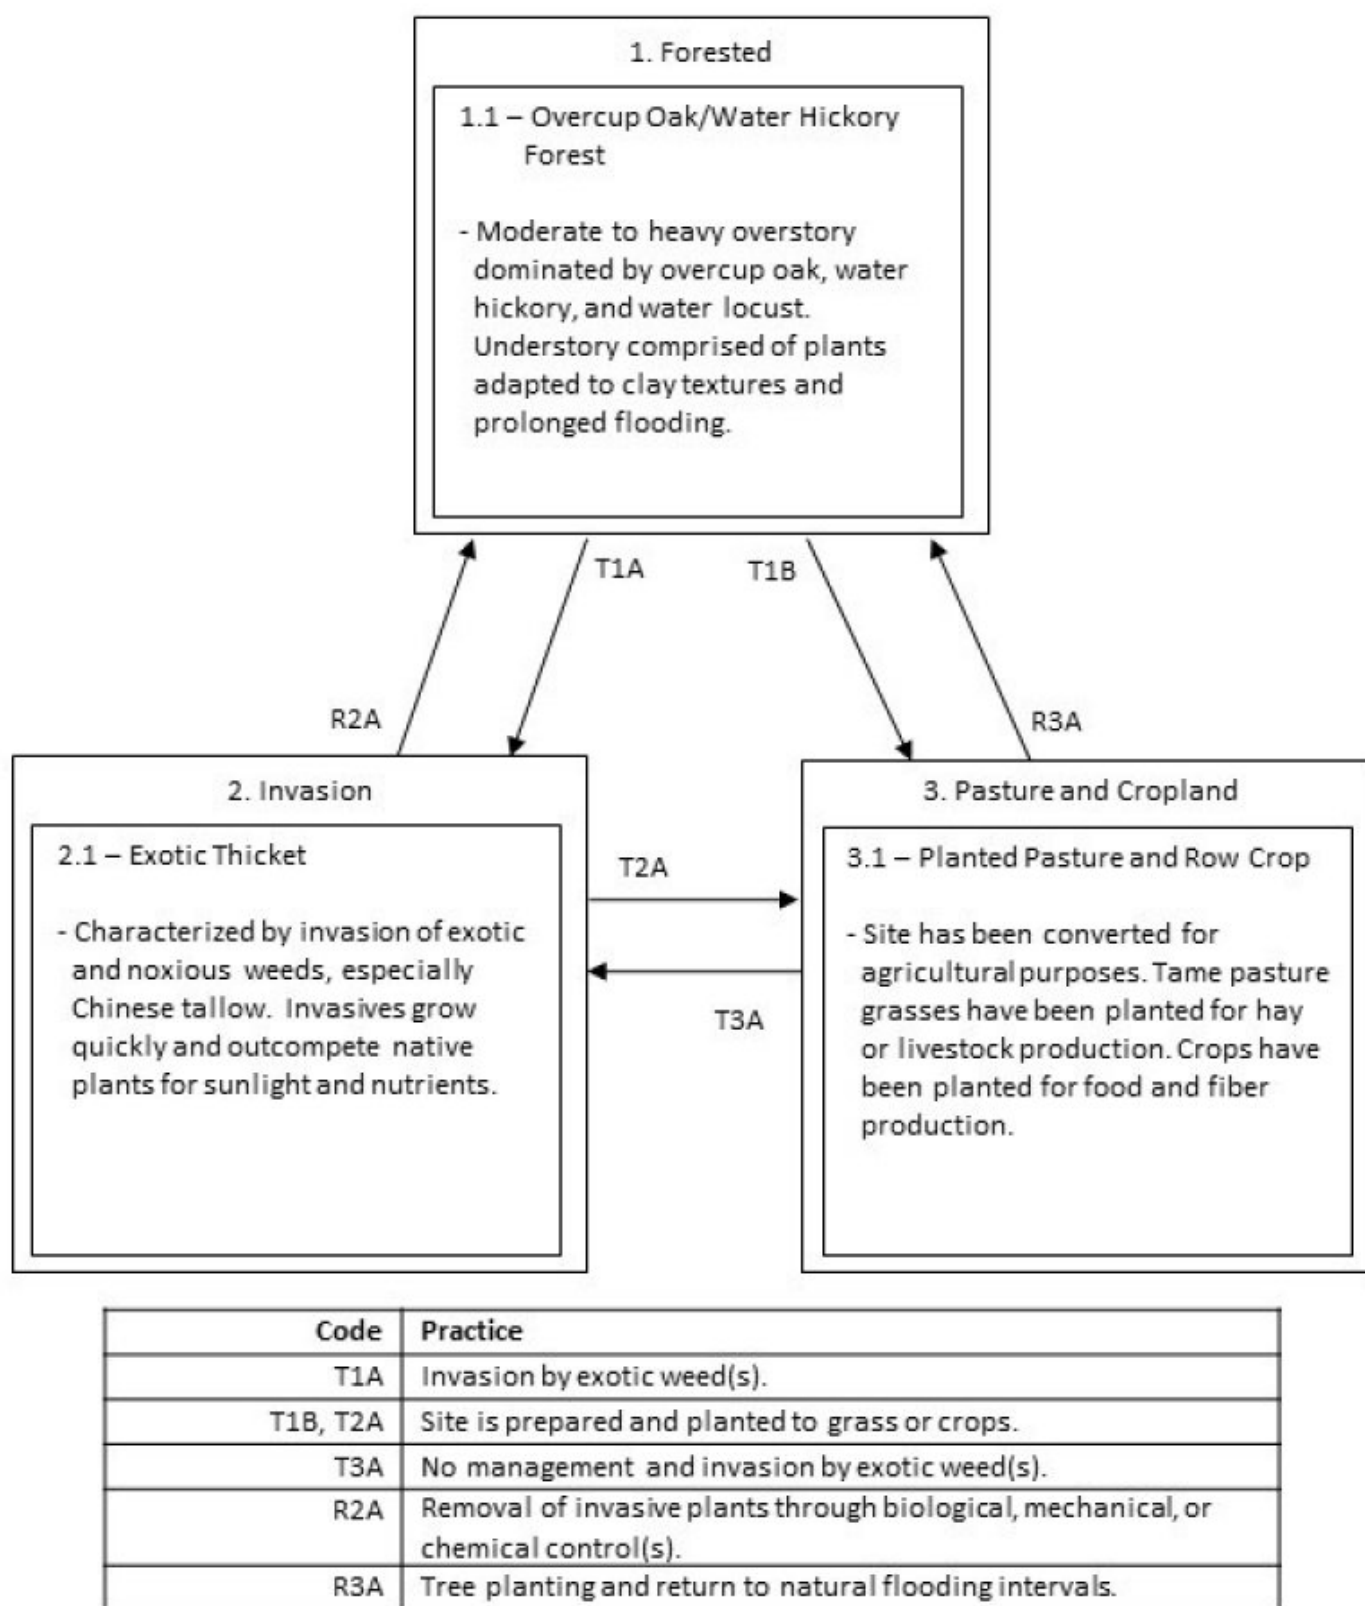 1. Forested
1.1 – Overcup Oak/Water Hickory
Forest
- Moderate to heavy overstory
dominated by overcup oak, water
hickory, and water locust.
Understory comprised of plants
adapted to clay textures and
prolonged flooding.
T1A
T1B
R2A
R3A
2. Invasion
2.1 – Exotic Thicket
- Characterized by invasion of exotic
and noxious weeds, especially
Chinese tallow. Invasives grow
quickly and outcompete native
plants for sunlight and nutrients.
T2A
T3A
3. Pasture and Cropland
3.1 – Planted Pasture and Row Crop
- Site has been converted for
agricultural purposes. Tame pasture
grasses have been planted for hay
or livestock production. Crops have
been planted for food and fiber
production.
Code Practice
T1A Invasion by exotic weed(s).
T1B, T2A Site is prepared and planted to grass or crops.
T3A No management and invasion by exotic weed(s).
R2A Removal of invasive plants through biological, mechanical, or
chemical control(s).
R3A Tree planting and return to natural flooding intervals.